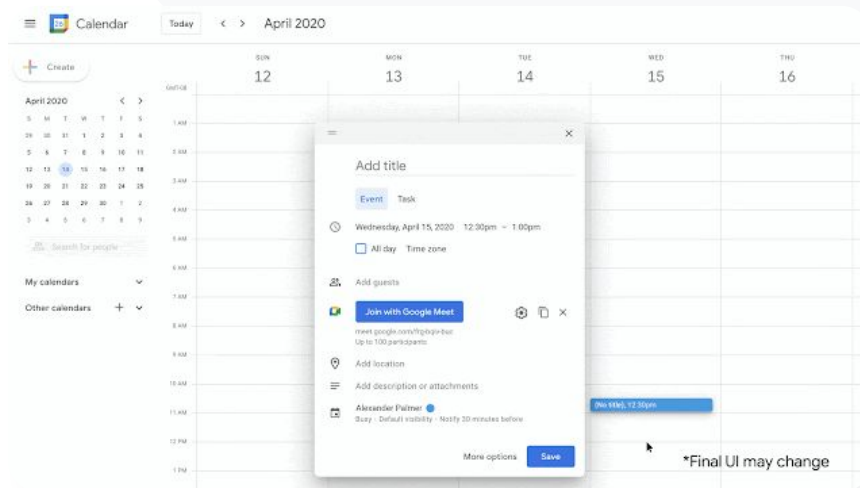 Calendar
Today
April 2020
Create
April 2020
S M T W T F S
29 30 31 1 2 3 4
5 6 7 8 9 10 11
12 13 14 15 16 17 18
19 20 21 22 23 24 25
26 27 28 29 30 1 2
3 4 5 6 7 8 9
Search for people
My calendars
Other calendars
SUN MON TUE WED THU
12 13 14 15 16
1 AM
2 AM
3 AM
4 AM
5 AM
6 AM
7 AM
8 AM
9 AM
10 AM
11 AM
12 PM
1 PM
Add title
Event Task
Wednesday, April 15, 2020 12:30pm – 1:00pm
All day Time zone
Add guests
Join with Google Meet
Up to 100 participants
Add location
Add description or attachments
Alexander Palmer
Busy · Default visibility · Notify 30 minutes before
More options Save
(No title), 12:30pm
*Final UI may change